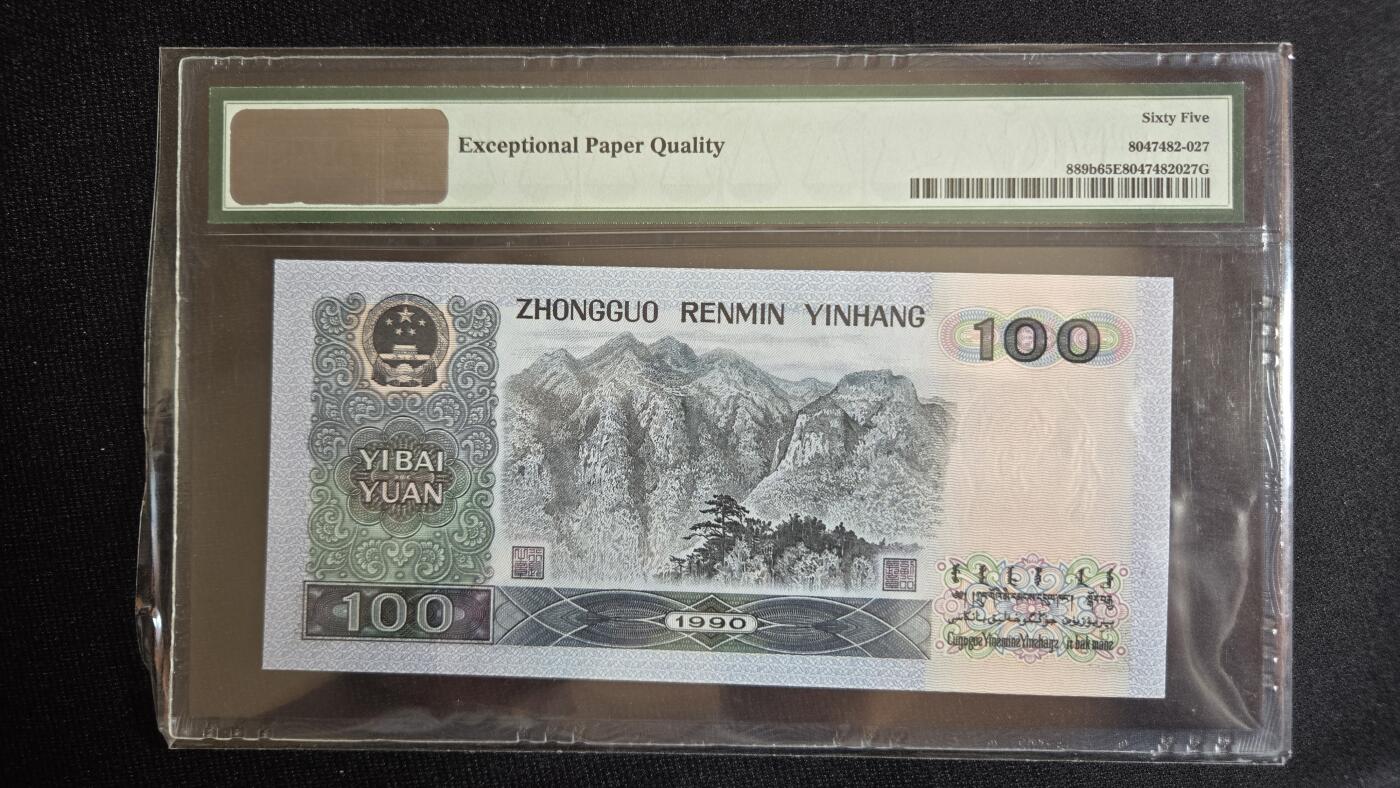 Exceptional Paper Quality
Sixty Five
8047482-027
889b65E8047482027G
ZHONGGUO RENMIN YINHANG
100
YIBAI
YUAN
100
1990